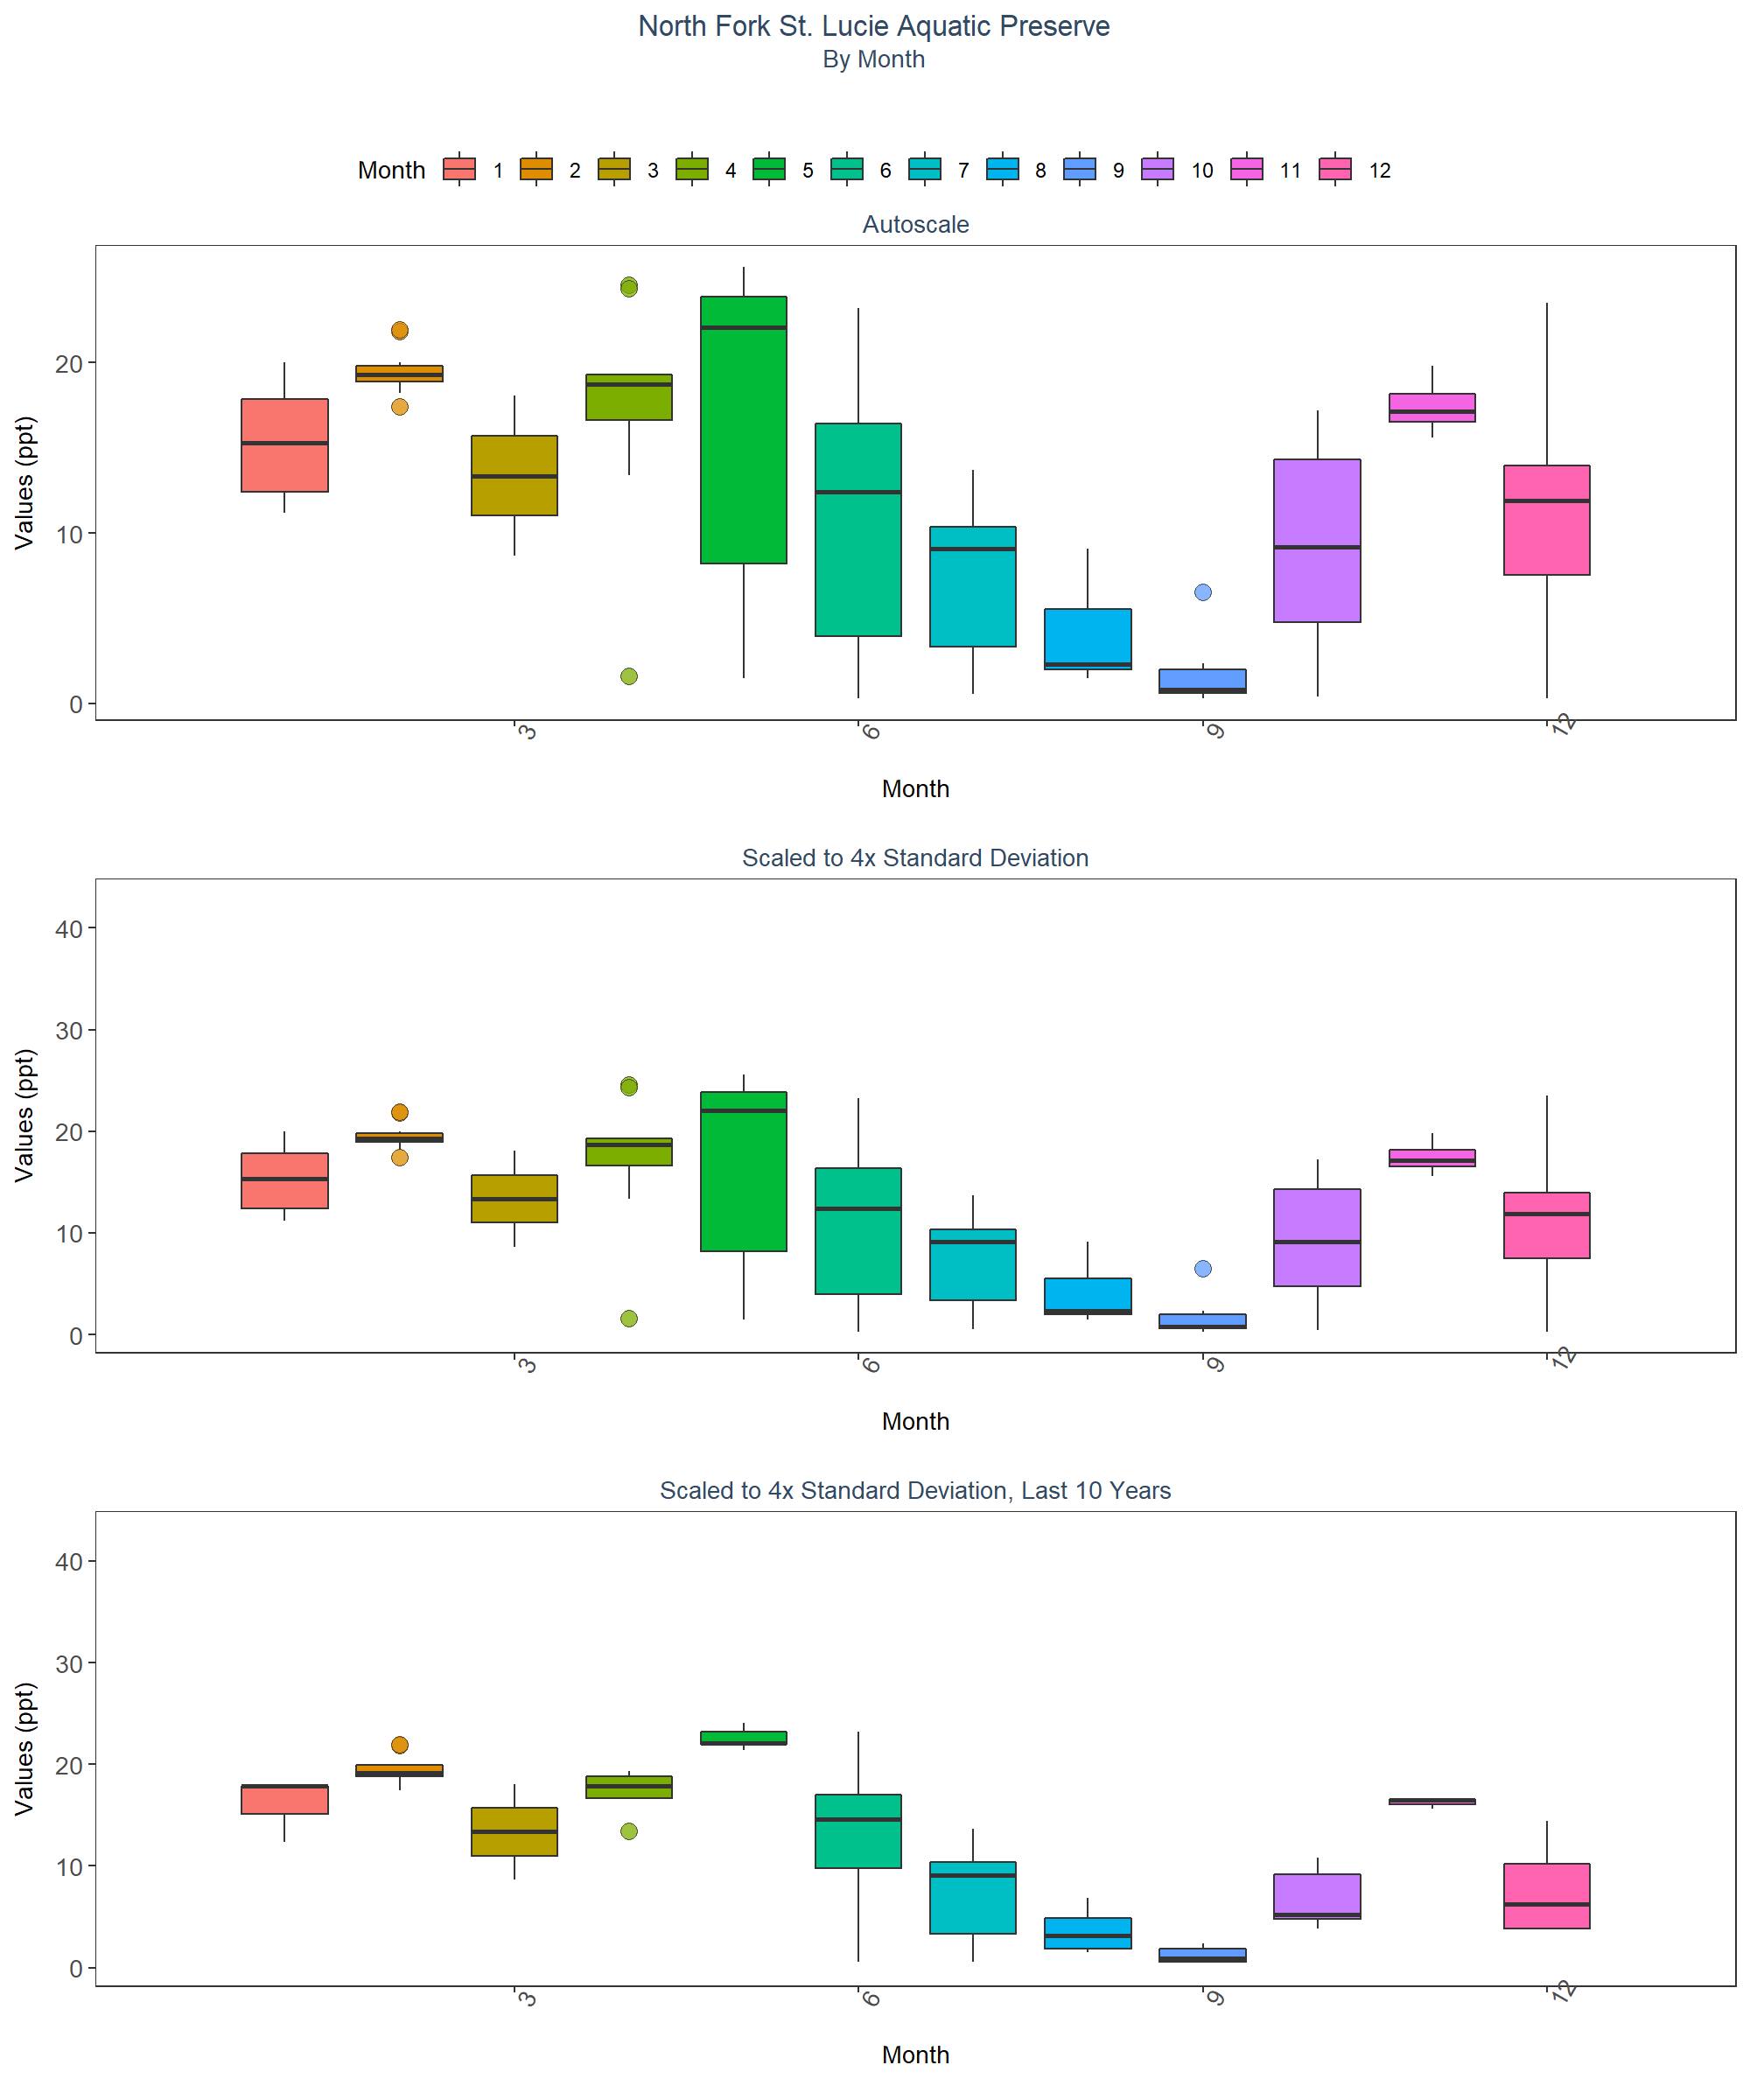 North Fork St. Lucie Aquatic Preserve
By Month
Month 1 2 3 4 5 6 7 8 9 10 11 12
Autoscale
Values (ppt)
20
10
0
3 6 9 12
Month
Scaled to 4x Standard Deviation
Values (ppt)
40
30
20
10
0
3 6 9 12
Month
Scaled to 4x Standard Deviation, Last 10 Years
Values (ppt)
40
30
20
10
0
3 6 9 12
Month